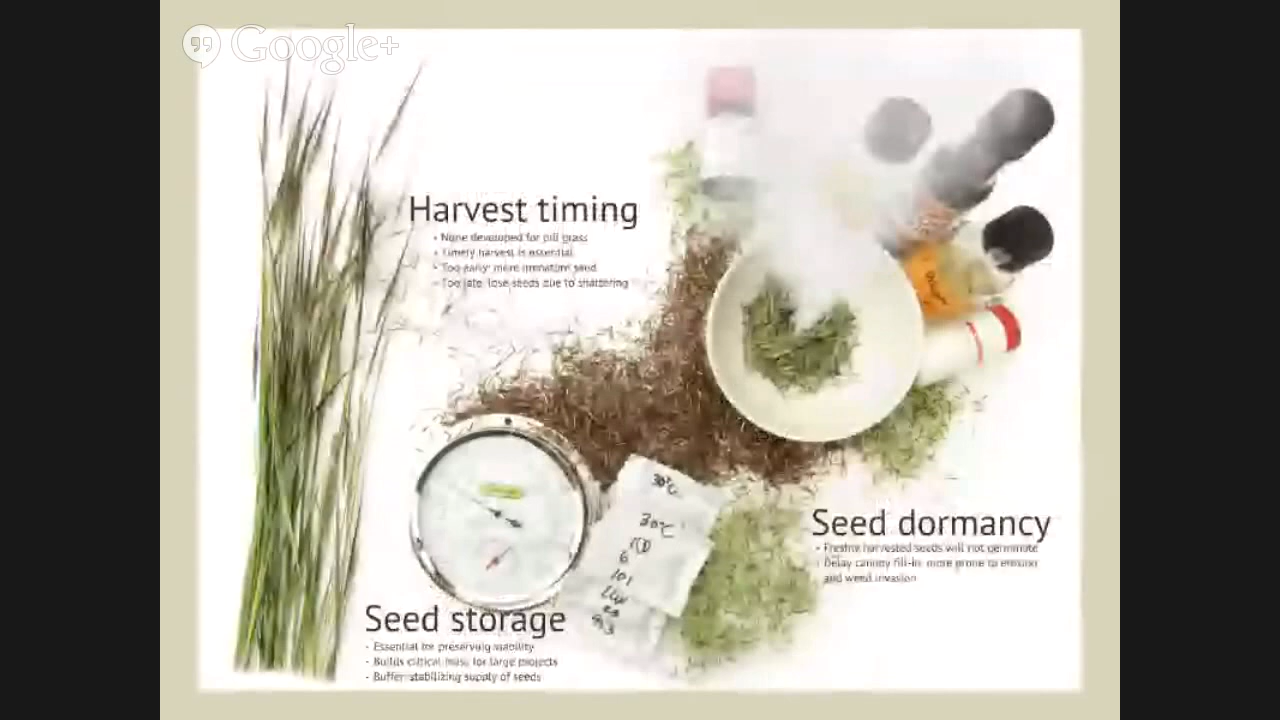 Google+
Harvest timing
- None developed for pili grass
- Timely harvest is essential
- Too early: more immature seed
- Too late: lose seeds due to shattering
30°C
30°C
Seed dormancy
- Freshly harvested seeds will not germinate
- Delay canopy fill-in: more prone to erosion
and weed invasion
Seed storage
- Essential for preserving viability
- Builds critical mass for large projects
- Buffer: stabilizing supply of seeds